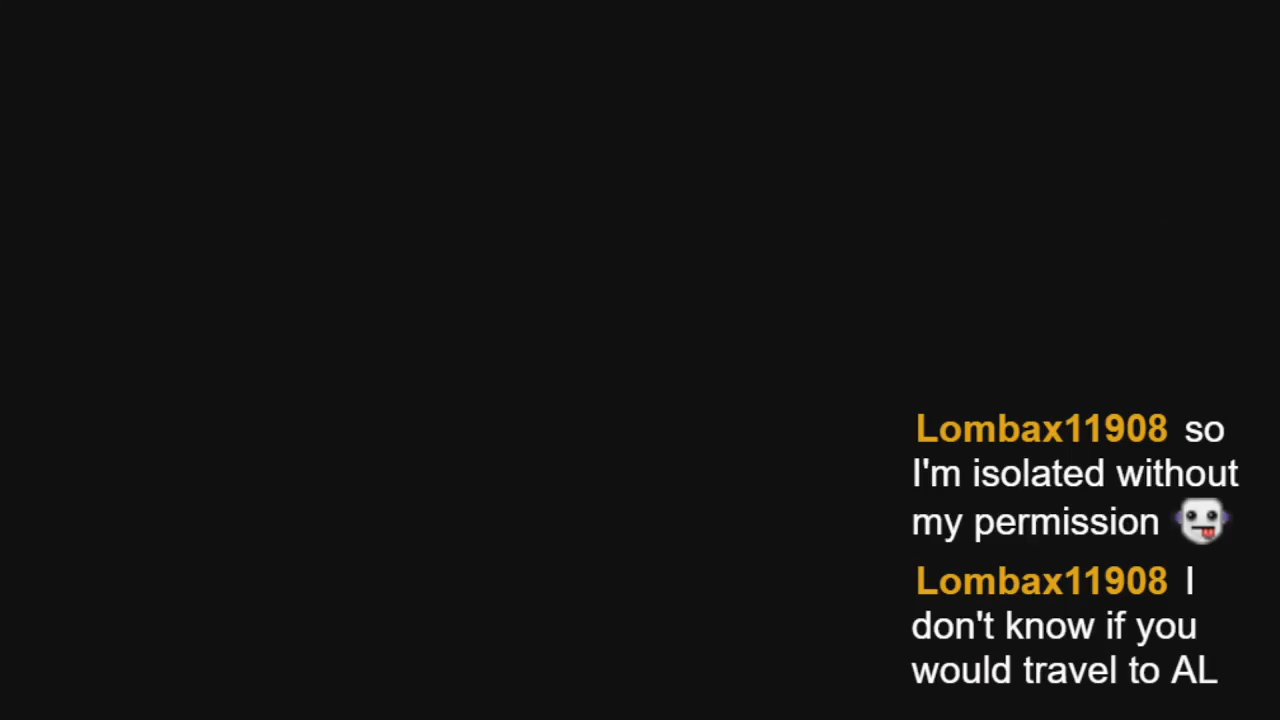 Lombax11908 so
I'm isolated without
my permission
Lombax11908 I
don't know if you
would travel to AL